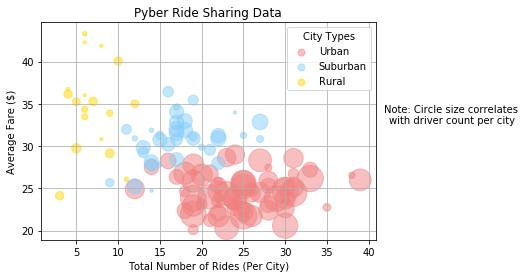 Pyber Ride Sharing Data
City Types
Urban
Suburban
Rural
Average Fare ($)
40
35
30
25
20
5
10
15
20
25
30
35
40
Total Number of Rides (Per City)
Note: Circle size correlates
with driver count per city